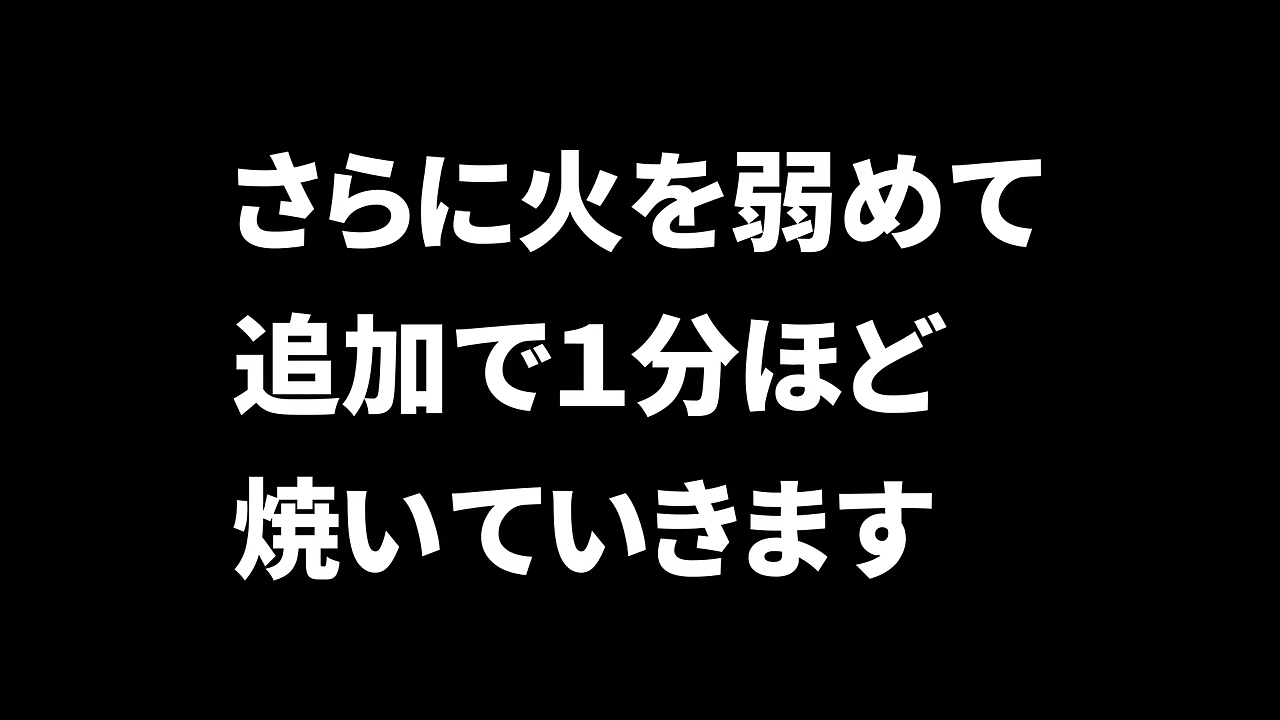 さらに火を弱めて
追加で1分ほど
焼いていきます